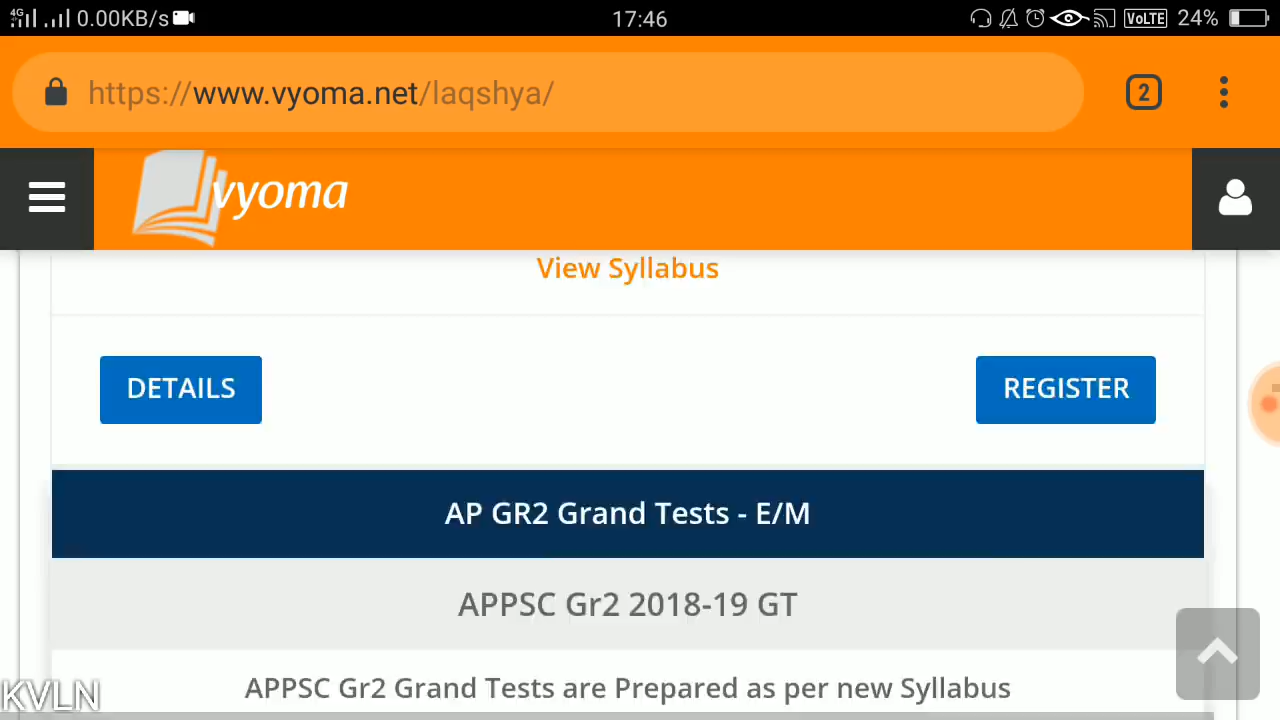 4G 0.00KB/s 17:46 VoLTE 24%
https://www.vyoma.net/laqshya/ 2
vyoma
View Syllabus
DETAILS REGISTER
AP GR2 Grand Tests - E/M
APPSC Gr2 2018-19 GT
APPSC Gr2 Grand Tests are Prepared as per new Syllabus
KVLN